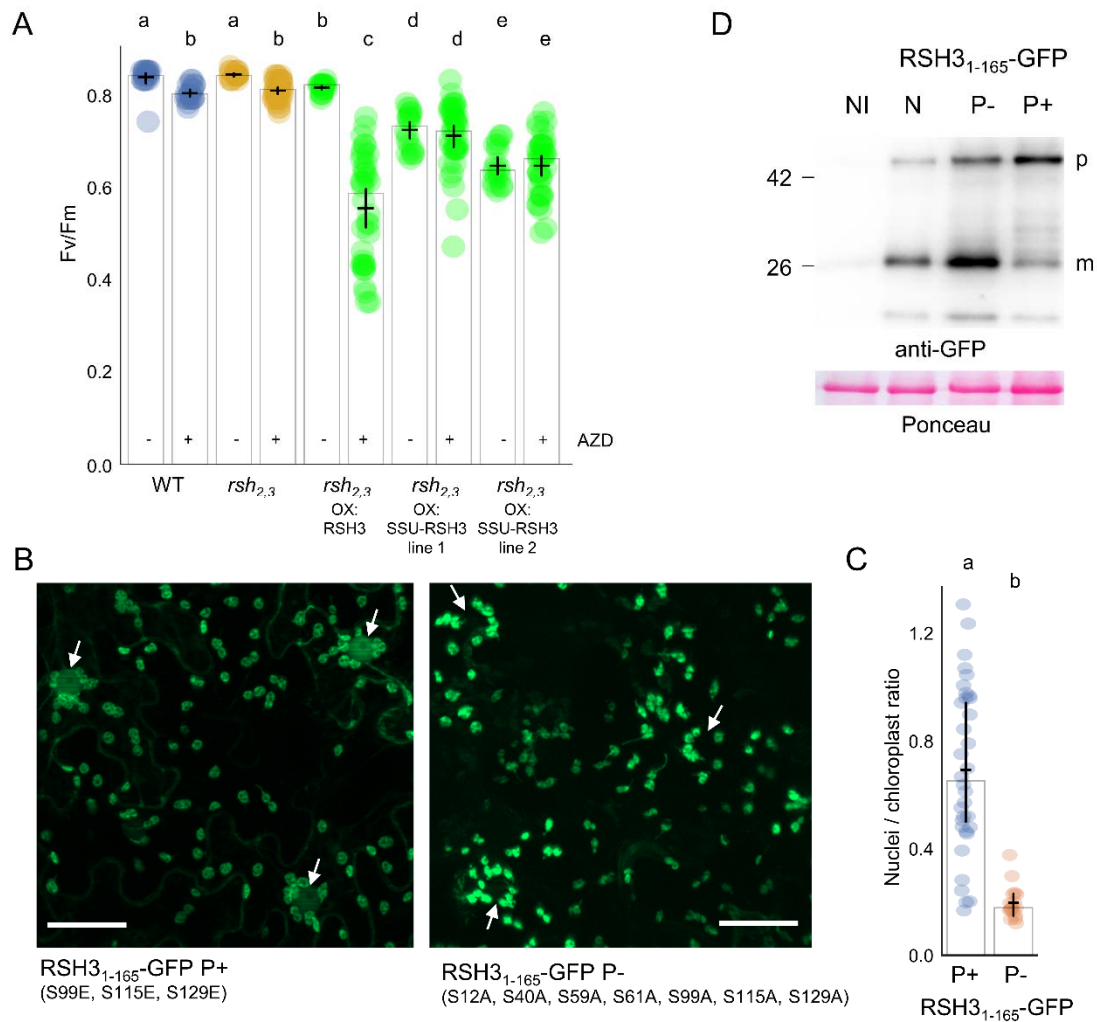 A
a b a b b c d d e e
Fv/Fm
0.8
0.6
0.4
0.2
0.0
- + - + - + - + - + AZD
WT rsh2,3 rsh2,3 rsh2,3 rsh2,3
OX: OX: OX:
RSH3 SSU-RSH3 SSU-RSH3
line 1 line 2
D
RSH31-165-GFP
NI N P- P+
42
p
26
m
anti-GFP
Ponceau
B
RSH31-165-GFP P+
(S99E, S115E, S129E)
RSH31-165-GFP P-
(S12A, S40A, S59A, S61A, S99A, S115A, S129A)
C
a b
Nuclei / chloroplast ratio
1.2
0.8
0.4
0.0
P+ P-
RSH31-165-GFP